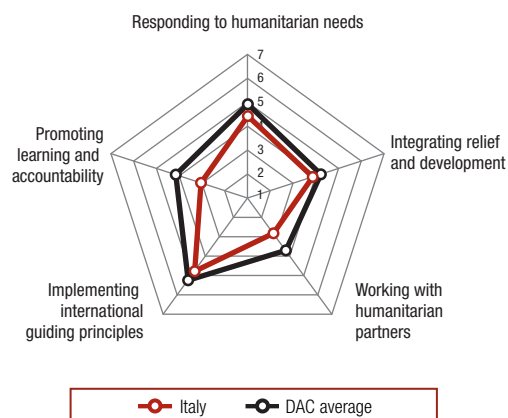 Responding to humanitarian needs
7
6
5
4
3
2
1
Promoting
learning and
accountability
Integrating relief
and development
Implementing
international
guiding principles
Working with
humanitarian
partners
Italy
DAC average